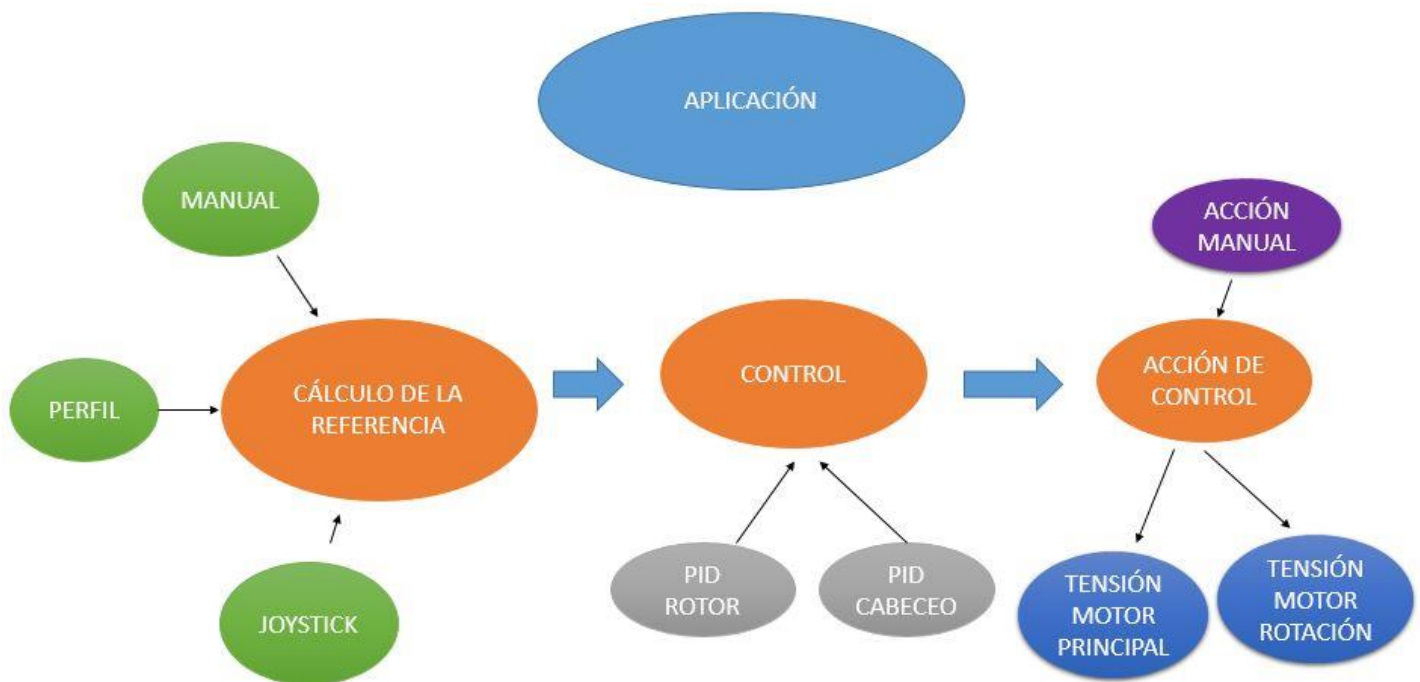 APLICACIÓN
MANUAL
ACCIÓN
MANUAL
PERFIL
CÁLCULO DE LA
REFERENCIA
CONTROL
ACCIÓN DE
CONTROL
JOYSTICK
PID
ROTOR
PID
CABECEO
TENSIÓN
MOTOR
PRINCIPAL
TENSIÓN
MOTOR
ROTACIÓN